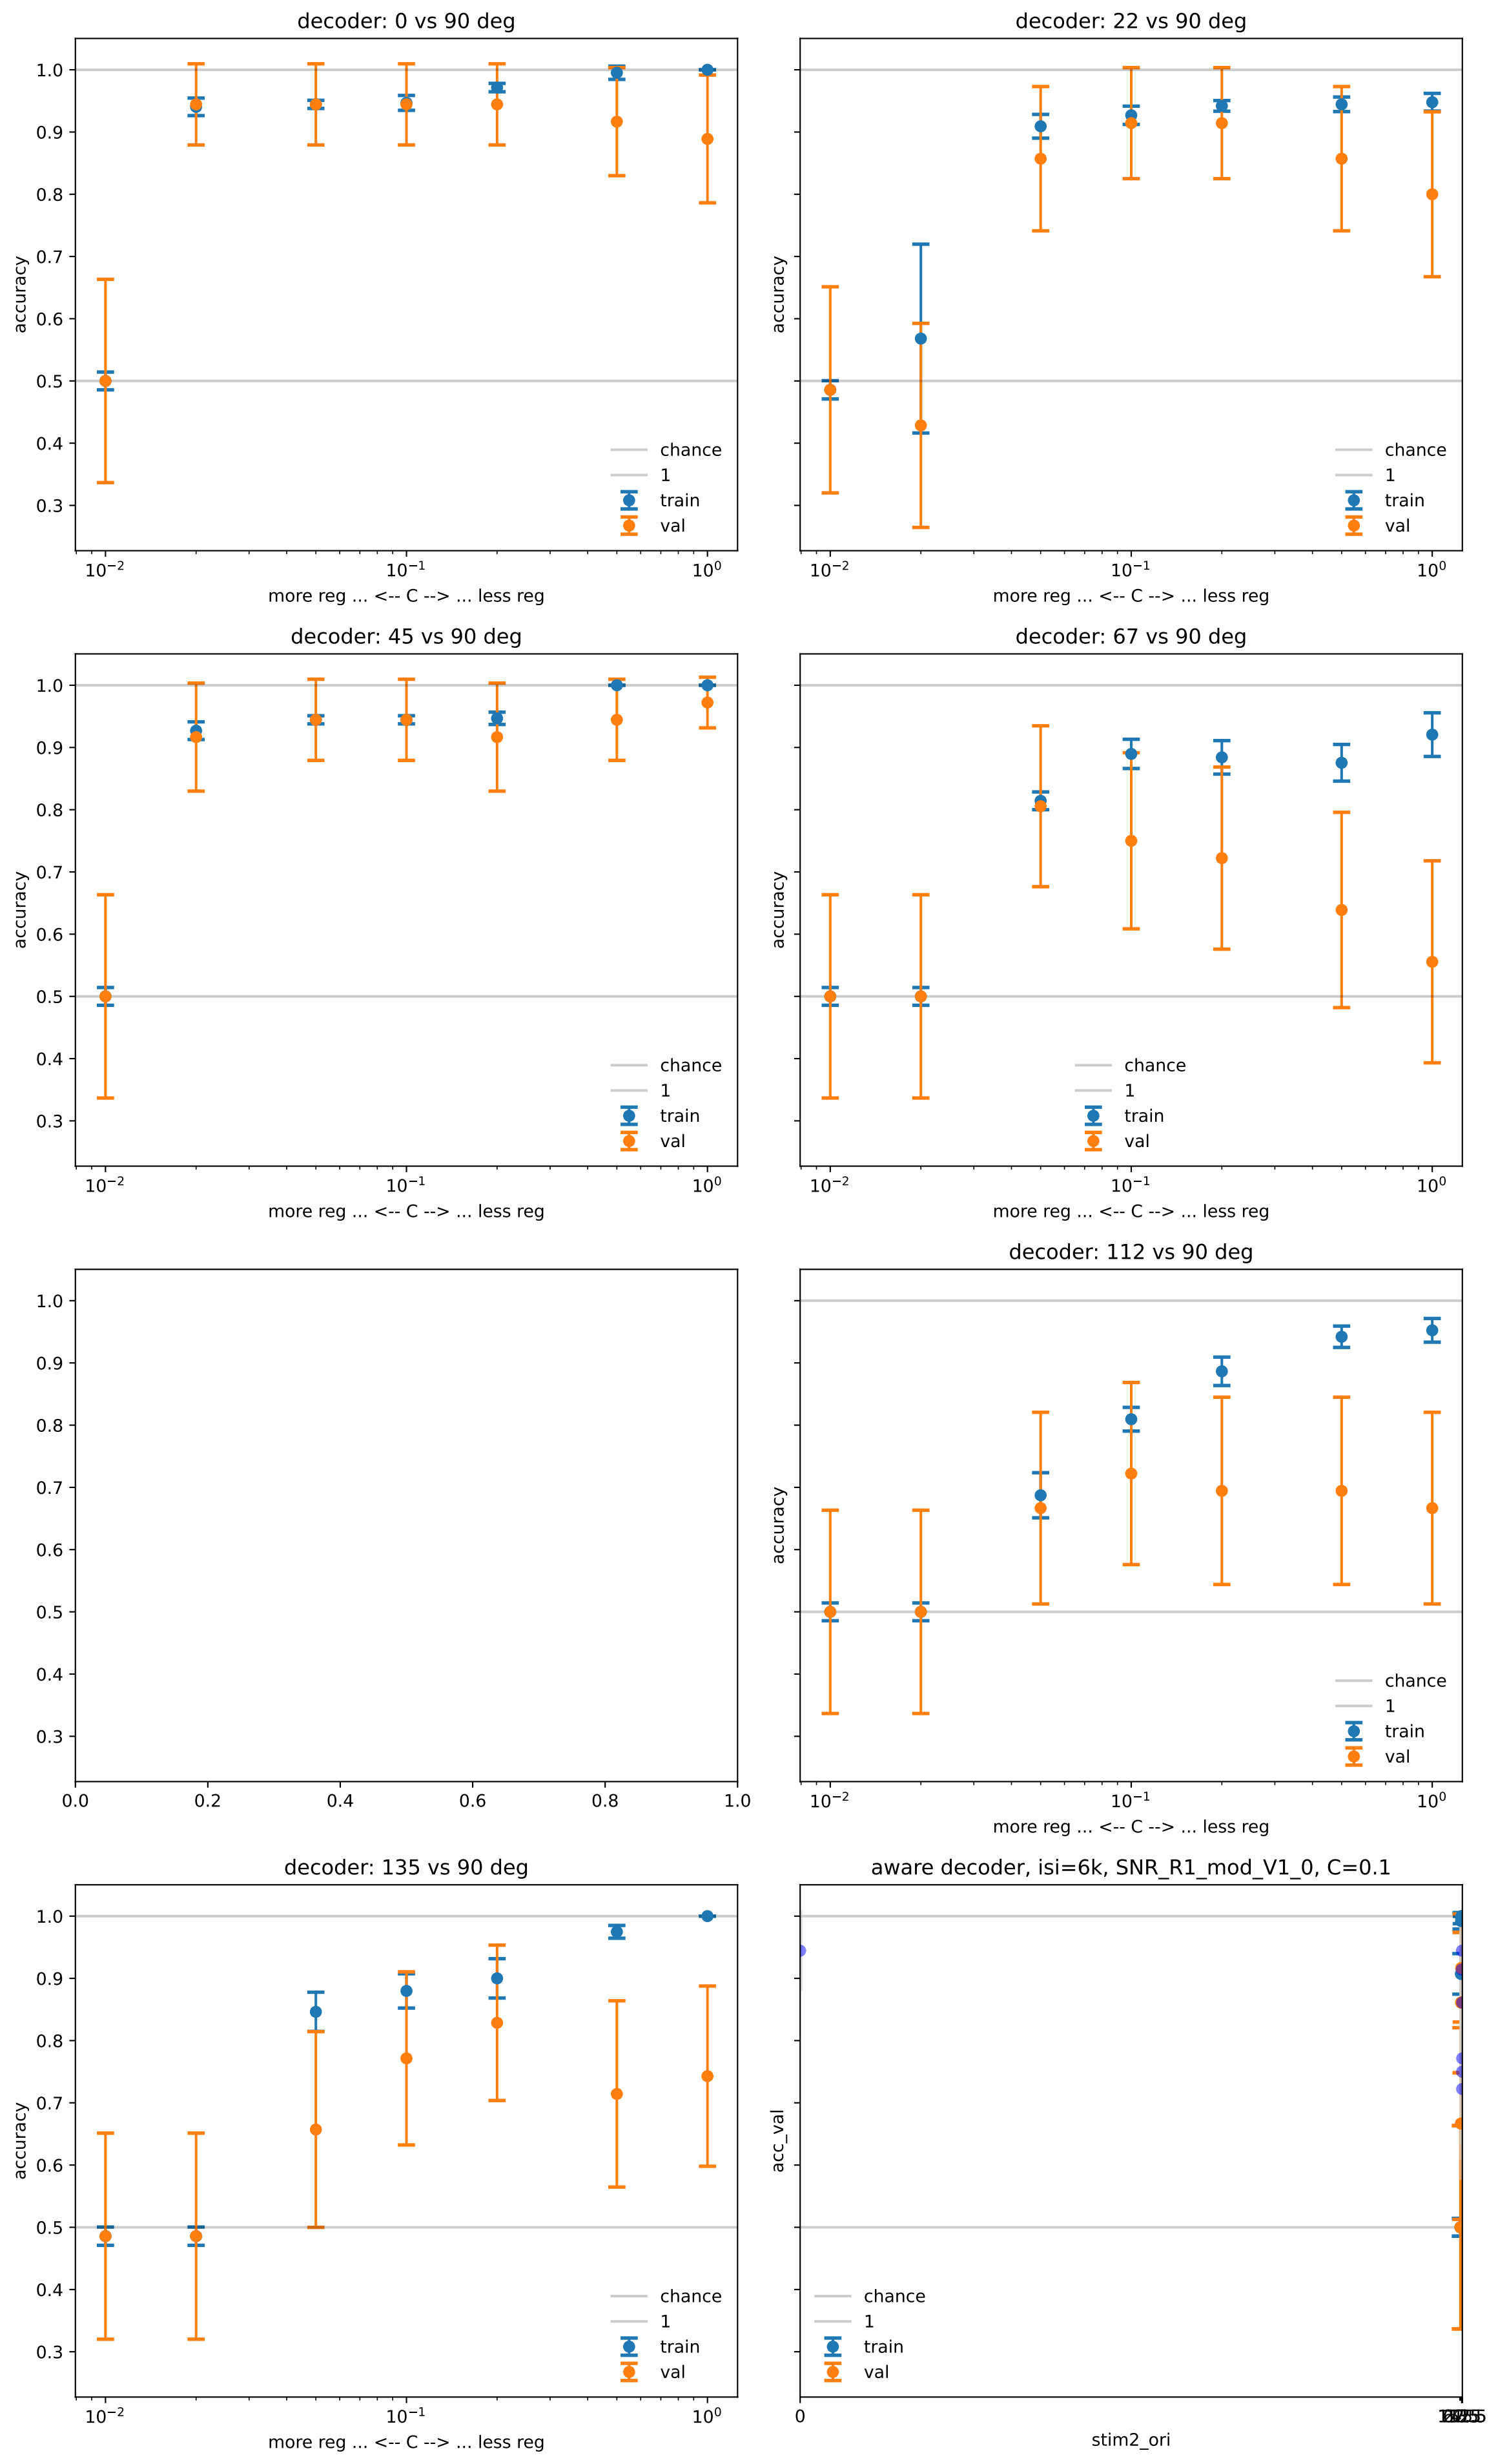 decoder: 0 vs 90 deg
1.0
0.9
0.8
0.7
0.6
0.5
0.4
0.3
accuracy
chance
1
train
val
10⁻² 10⁻¹ 10⁰
more reg ... <-- C --> ... less reg
decoder: 22 vs 90 deg
accuracy
chance
1
train
val
10⁻² 10⁻¹ 10⁰
more reg ... <-- C --> ... less reg
decoder: 45 vs 90 deg
1.0
0.9
0.8
0.7
0.6
0.5
0.4
0.3
accuracy
chance
1
train
val
10⁻² 10⁻¹ 10⁰
more reg ... <-- C --> ... less reg
decoder: 67 vs 90 deg
accuracy
chance
1
train
val
10⁻² 10⁻¹ 10⁰
more reg ... <-- C --> ... less reg
1.0
0.9
0.8
0.7
0.6
0.5
0.4
0.3
0.0 0.2 0.4 0.6 0.8 1.0
decoder: 112 vs 90 deg
accuracy
chance
1
train
val
10⁻² 10⁻¹ 10⁰
more reg ... <-- C --> ... less reg
decoder: 135 vs 90 deg
1.0
0.9
0.8
0.7
0.6
0.5
0.4
0.3
accuracy
chance
1
train
val
10⁻² 10⁻¹ 10⁰
more reg ... <-- C --> ... less reg
aware decoder, isi=6k, SNR_R1_mod_V1_0, C=0.1
acc_val
chance
1
train
val
0
stim2_ori